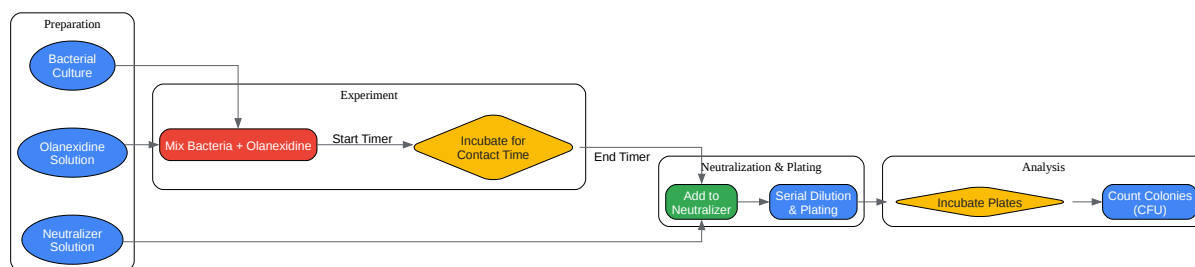 Preparation
Bacterial
Culture
Olanexidine
Solution
Neutralizer
Solution
Experiment
Mix Bacteria + Olanexidine
Start Timer
Incubate for
Contact Time
End Timer
Neutralization & Plating
Add to
Neutralizer
Serial Dilution
& Plating
Analysis
Incubate Plates
Count Colonies
(CFU)